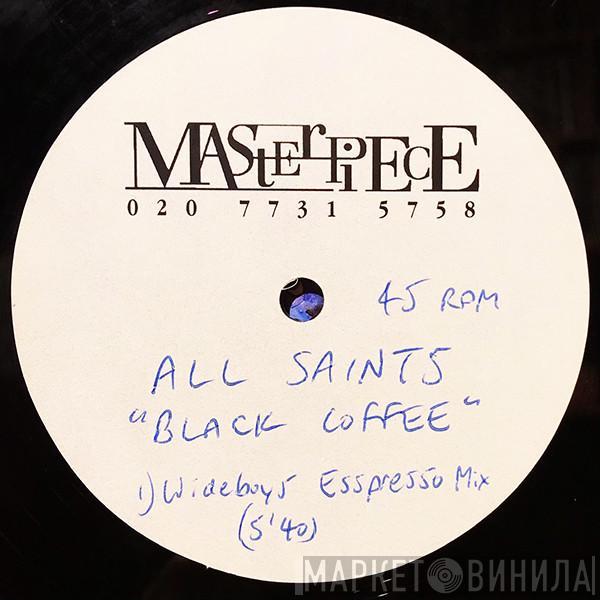 MASTERPIECE
020 7731 5758
45 RPM
ALL SAINTS
"BLACK COFFEE"
1) Wideboys Esspresso Mix
(5'40)
МАРКЕТ ВИНИЛА